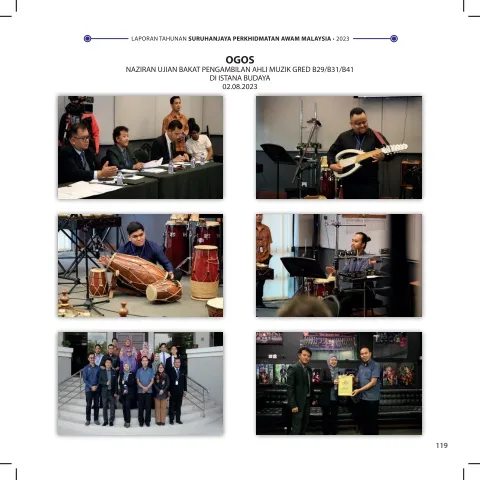 LAPORAN TAHUNAN SURUHANJAYA PERKHIDMATAN AWAM MALAYSIA • 2023
OGOS
NAZIRAN UJIAN BAKAT PENGAMBILAN AHLI MUZIK GRED B29/B31/B41
DI ISTANA BUDAYA
02.08.2023
119